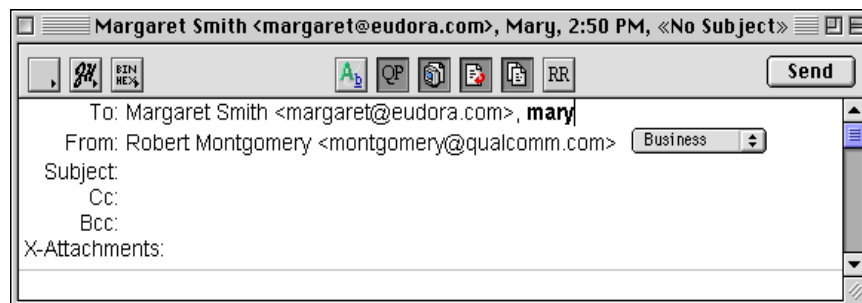 Margaret Smith <margaret@eudora.com>, Mary, 2:50 PM, «No Subject»
BIN HEX A b QP RR Send
To: Margaret Smith <margaret@eudora.com>, mary
From: Robert Montgomery <montgomery@qualcomm.com> Business
Subject:
Cc:
Bcc:
X-Attachments: